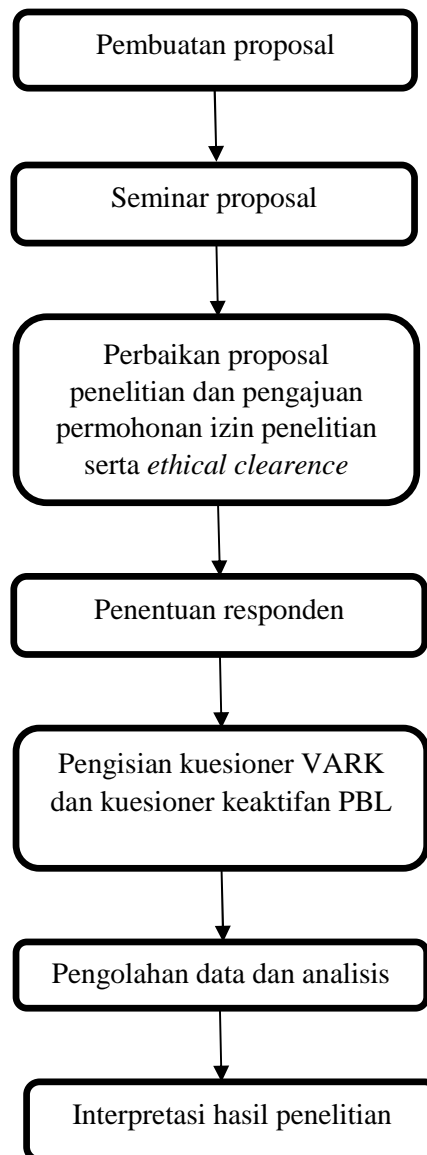 Pembuatan proposal
Seminar proposal
Perbaikan proposal
penelitian dan pengajuan
permohonan izin penelitian
serta ethical clearence
Penentuan responden
Pengisian kuesioner VARK
dan kuesioner keaktifan PBL
Pengolahan data dan analisis
Interpretasi hasil penelitian